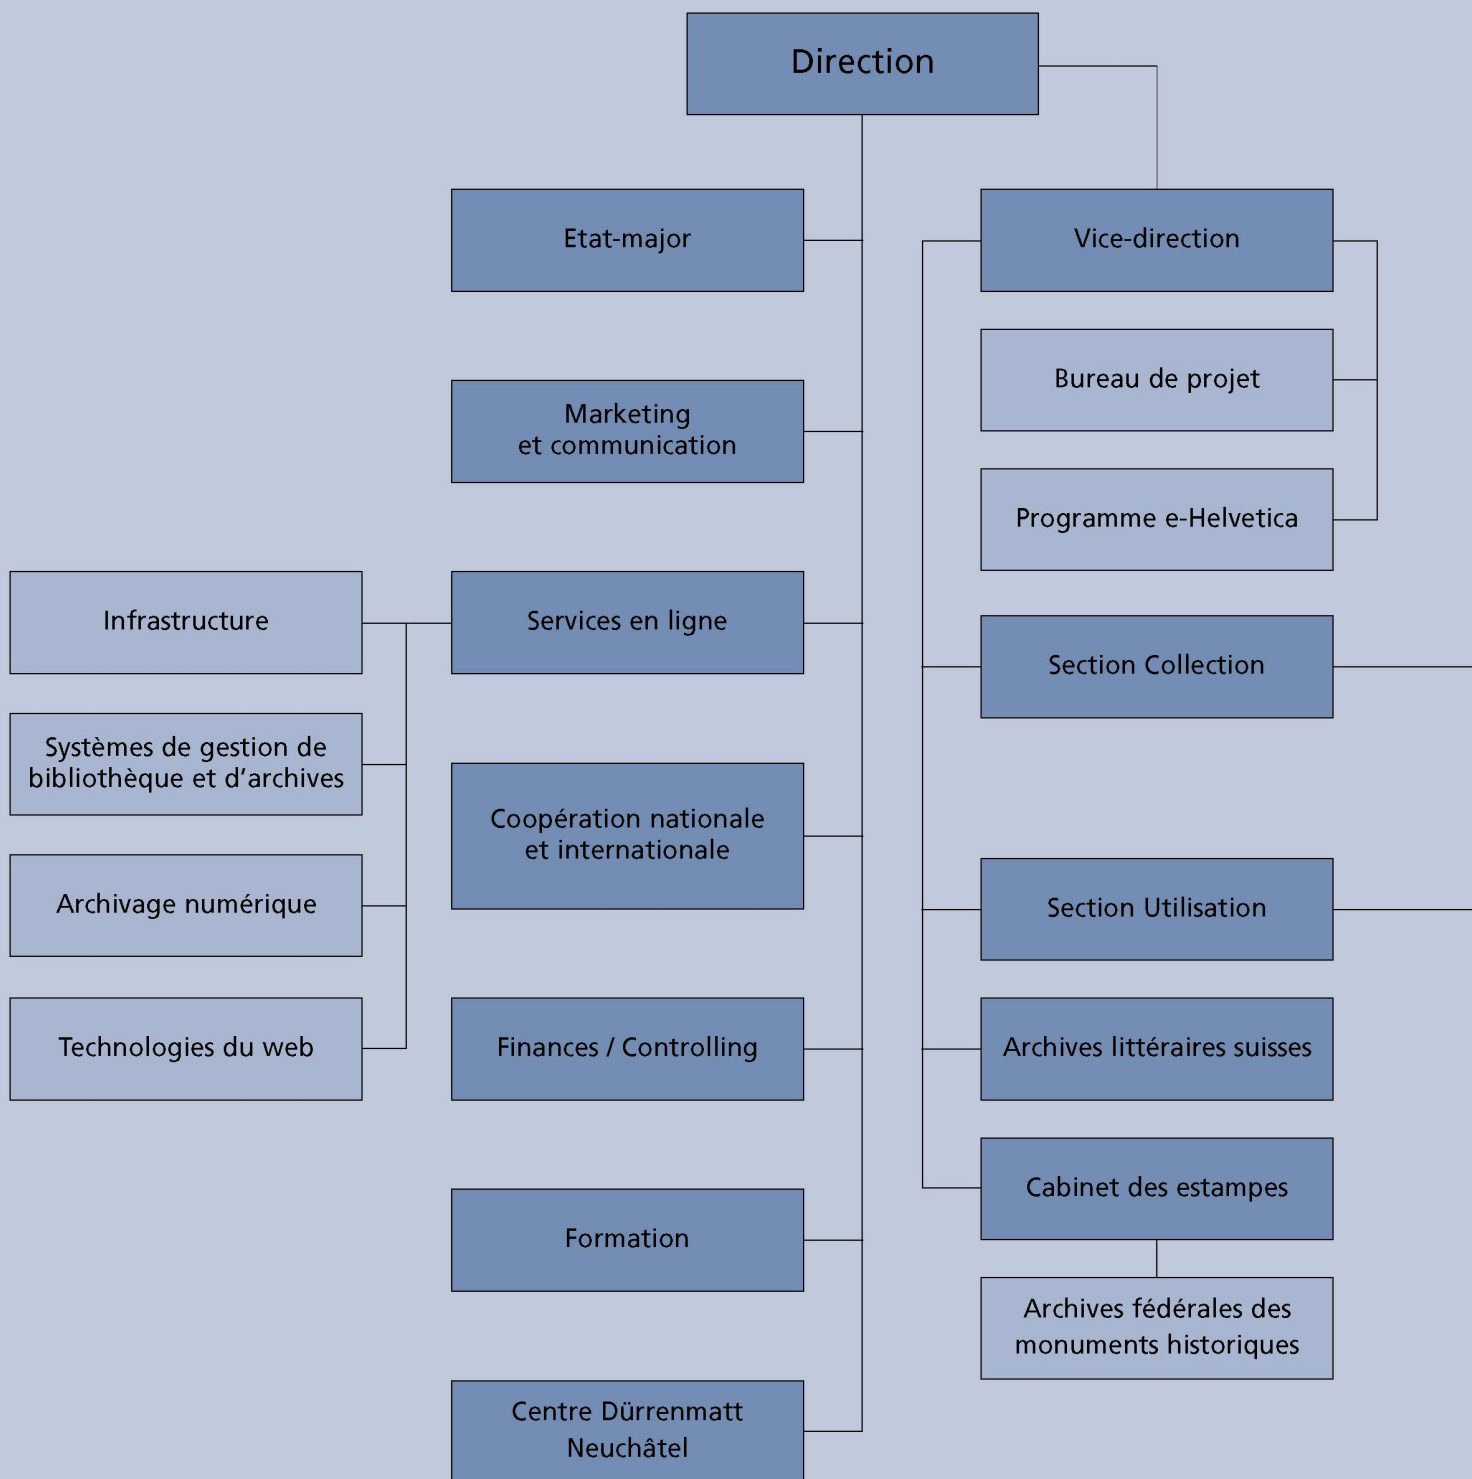 Direction
Etat-major
Vice-direction
Bureau de projet
Marketing
et communication
Programme e-Helvetica
Infrastructure
Services en ligne
Section Collection
Systèmes de gestion de
bibliothèque et d’archives
Coopération nationale
et internationale
Archivage numérique
Section Utilisation
Technologies du web
Finances / Controlling
Archives littéraires suisses
Cabinet des estampes
Formation
Archives fédérales des
monuments historiques
Centre Dürrenmatt
Neuchâtel